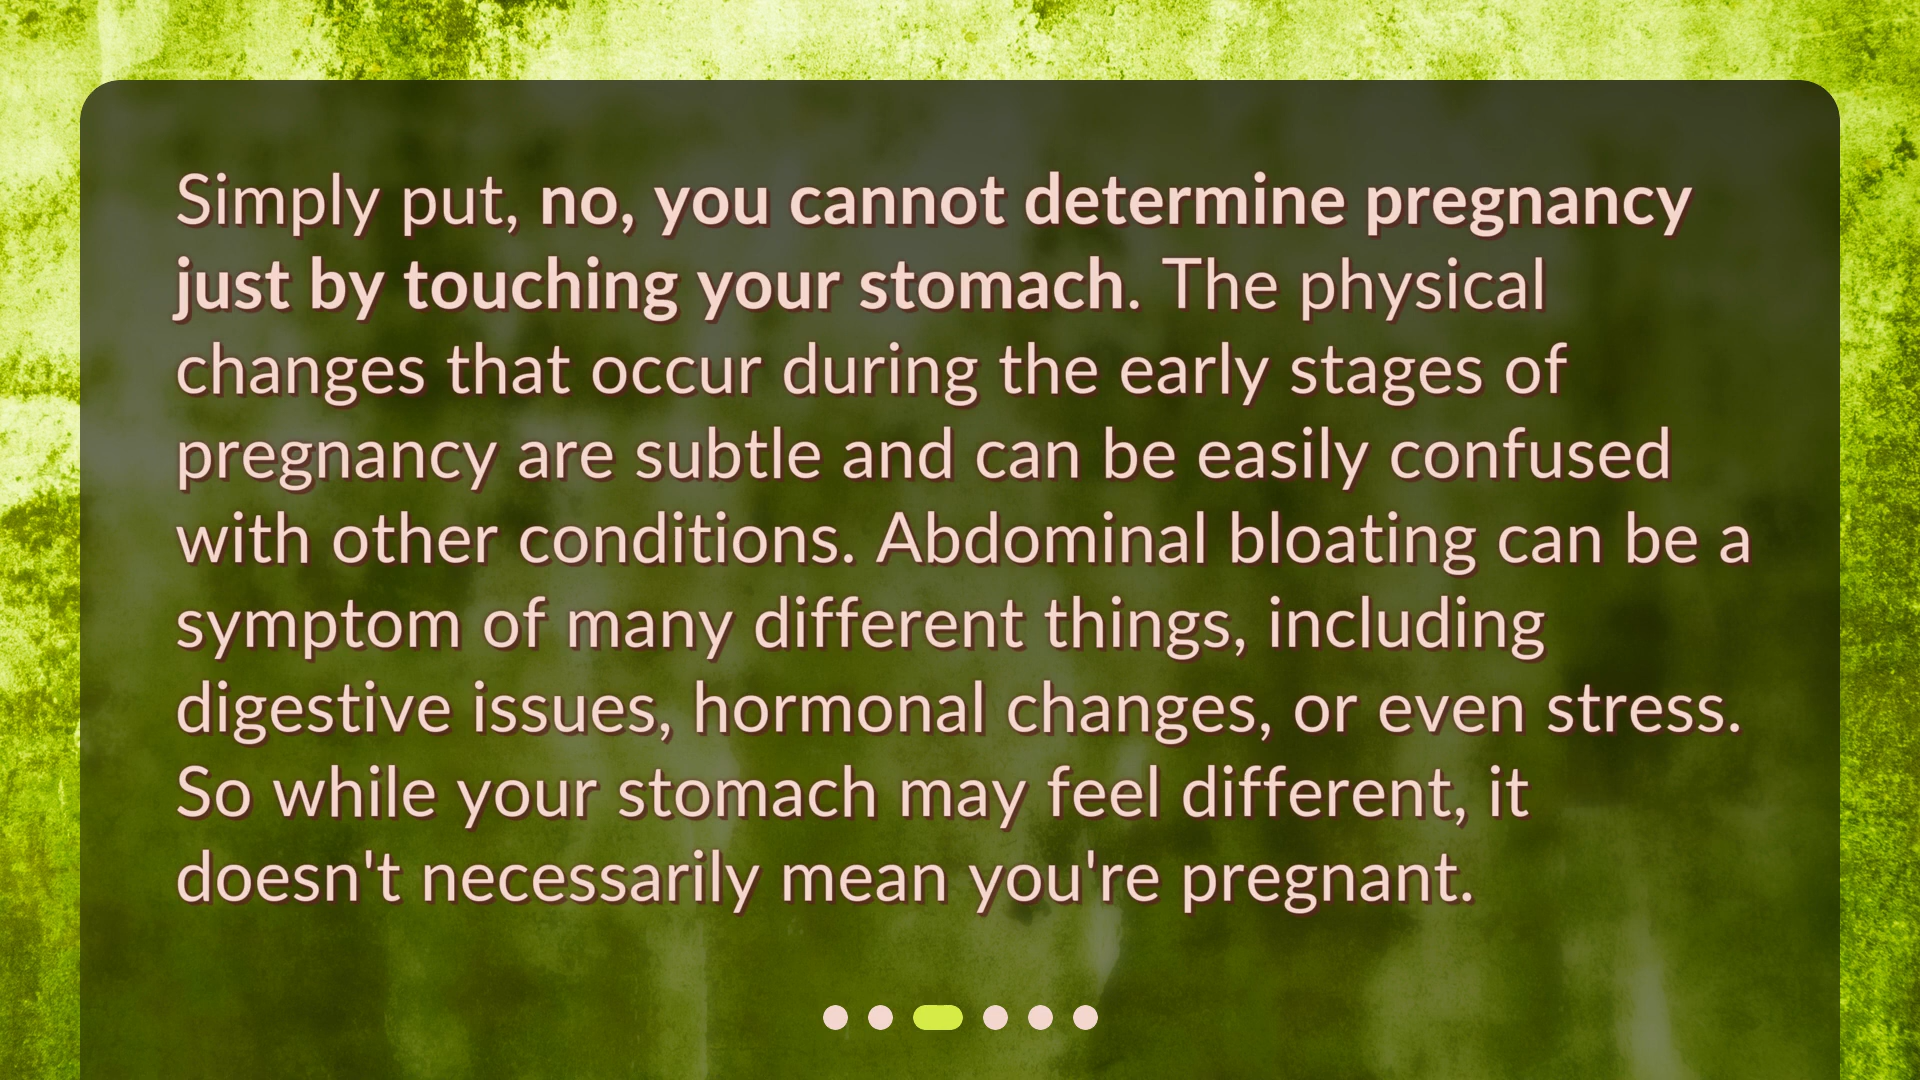 Simply put, no, you cannot determine pregnancy
just by touching your stomach. The physical
changes that occur during the early stages of
pregnancy are subtle and can be easily confused
with other conditions. Abdominal bloating can be a
symptom of many different things, including
digestive issues, hormonal changes, or even stress.
So while your stomach may feel different, it
doesn't necessarily mean you're pregnant.